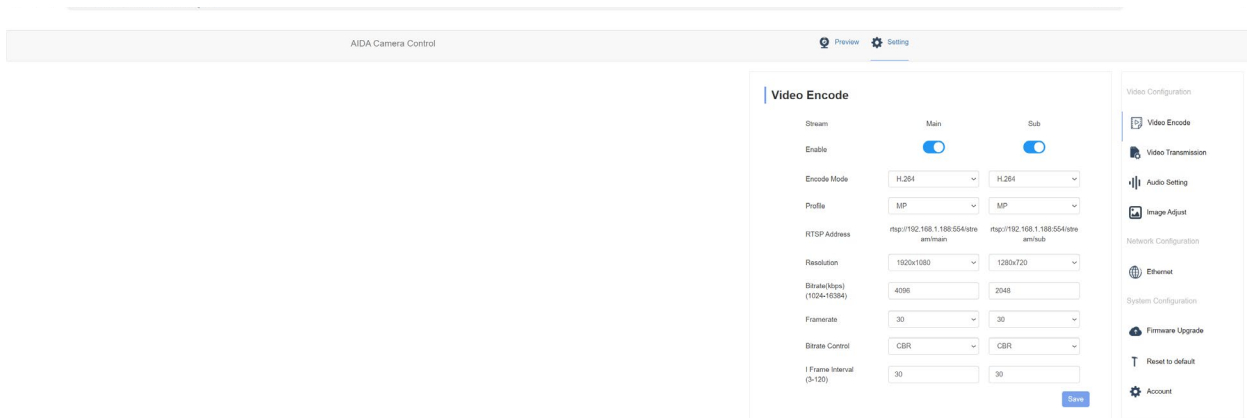 AIDA Camera Control
Preview
Setting
Video Encode
Stream Main Sub
Enable
Encode Mode H.264 H.264
Profile MP MP
RTSP Address rtsp://192.168.1.188:554/stre rtsp://192.168.1.188:554/stre
am/main am/sub
Resolution 1920x1080 1280x720
Bitrate(kbps)
(1024-16384) 4096 2048
Framerate 30 30
Bitrate Control CBR CBR
I Frame Interval
(3-120) 30 30
Save
Video Configuration
Video Encode
Video Transmission
Audio Setting
Image Adjust
Network Configuration
Ethernet
System Configuration
Firmware Upgrade
Reset to default
Account